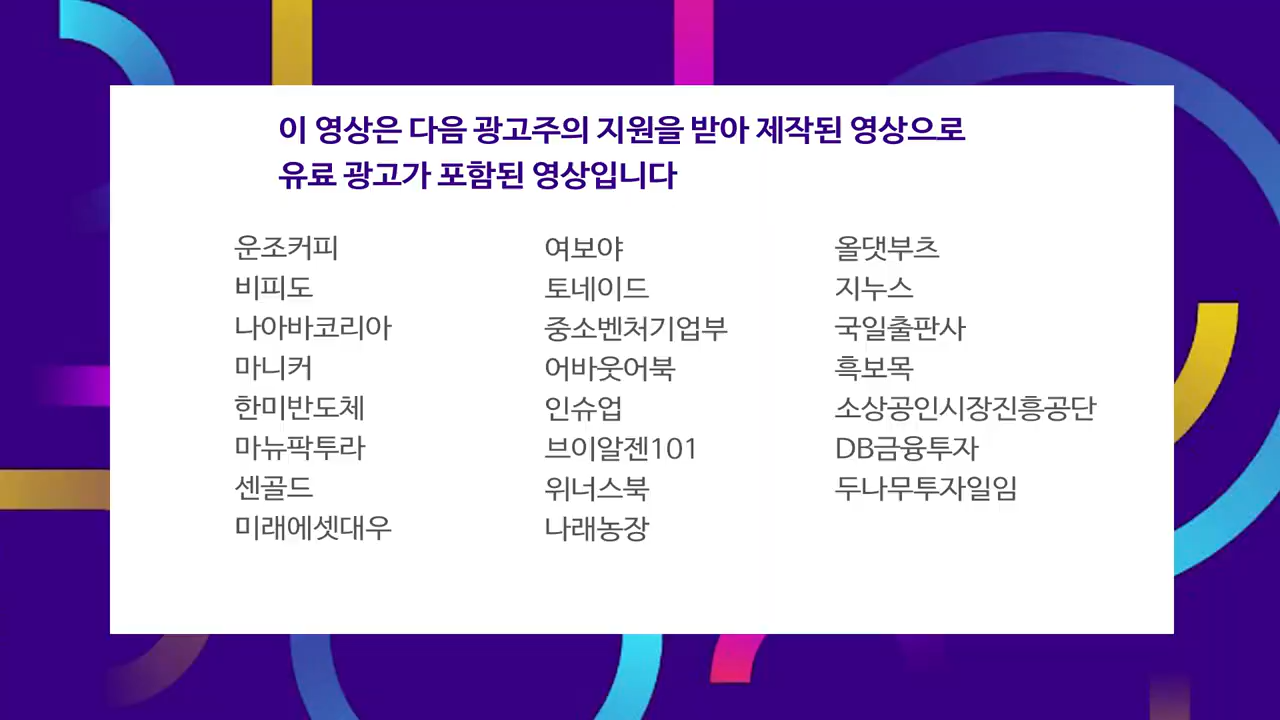 이 영상은 다음 광고주의 지원을 받아 제작된 영상으로
유료 광고가 포함된 영상입니다
운조커피
비피도
나아바코리아
마니커
한미반도체
마뉴팍투라
센골드
미래에셋대우
여보야
토네이드
중소벤처기업부
어바웃어북
인슈업
브이알젠101
위너스북
나래농장
올댓부츠
지누스
국일출판사
흑보목
소상공인시장진흥공단
DB금융투자
두나무투자일임